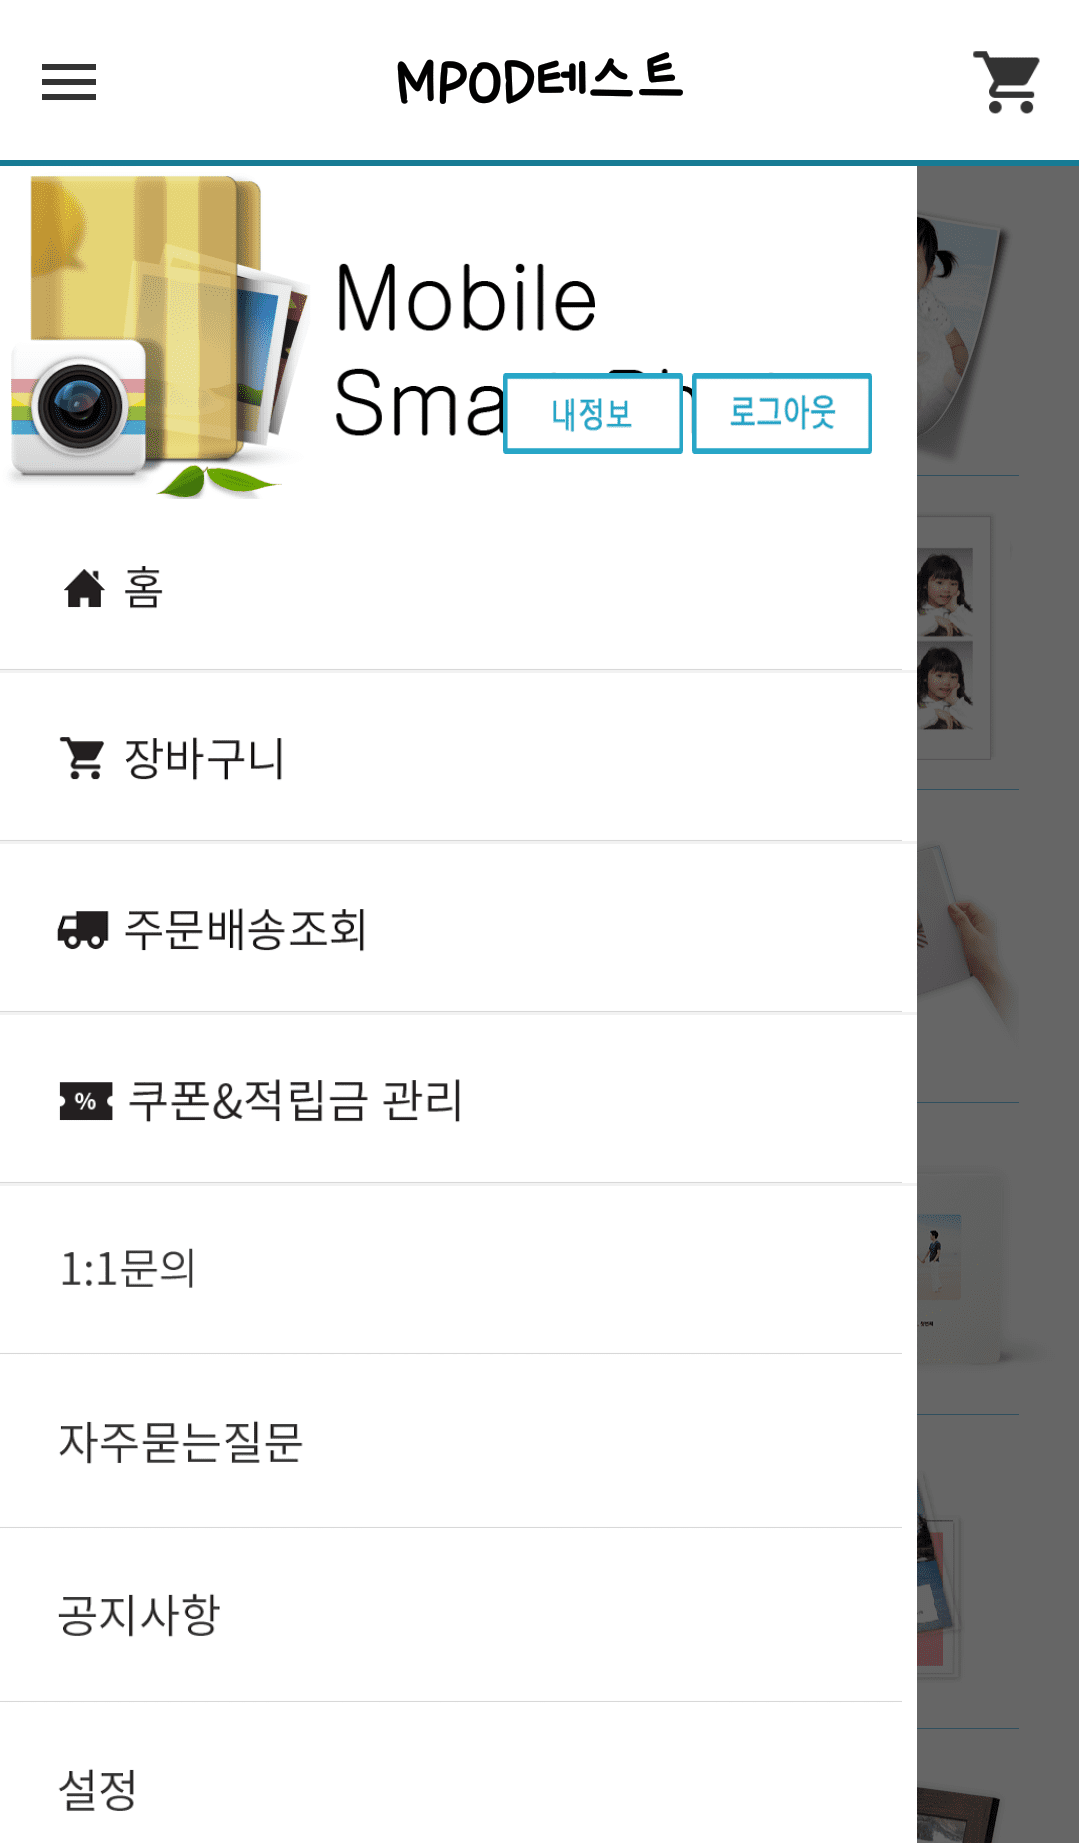 MPOD테스트
Mobile
Sma
내정보
로그아웃
홈
장바구니
주문배송조회
% 쿠폰&적립금 관리
1:1문의
자주묻는질문
공지사항
설정